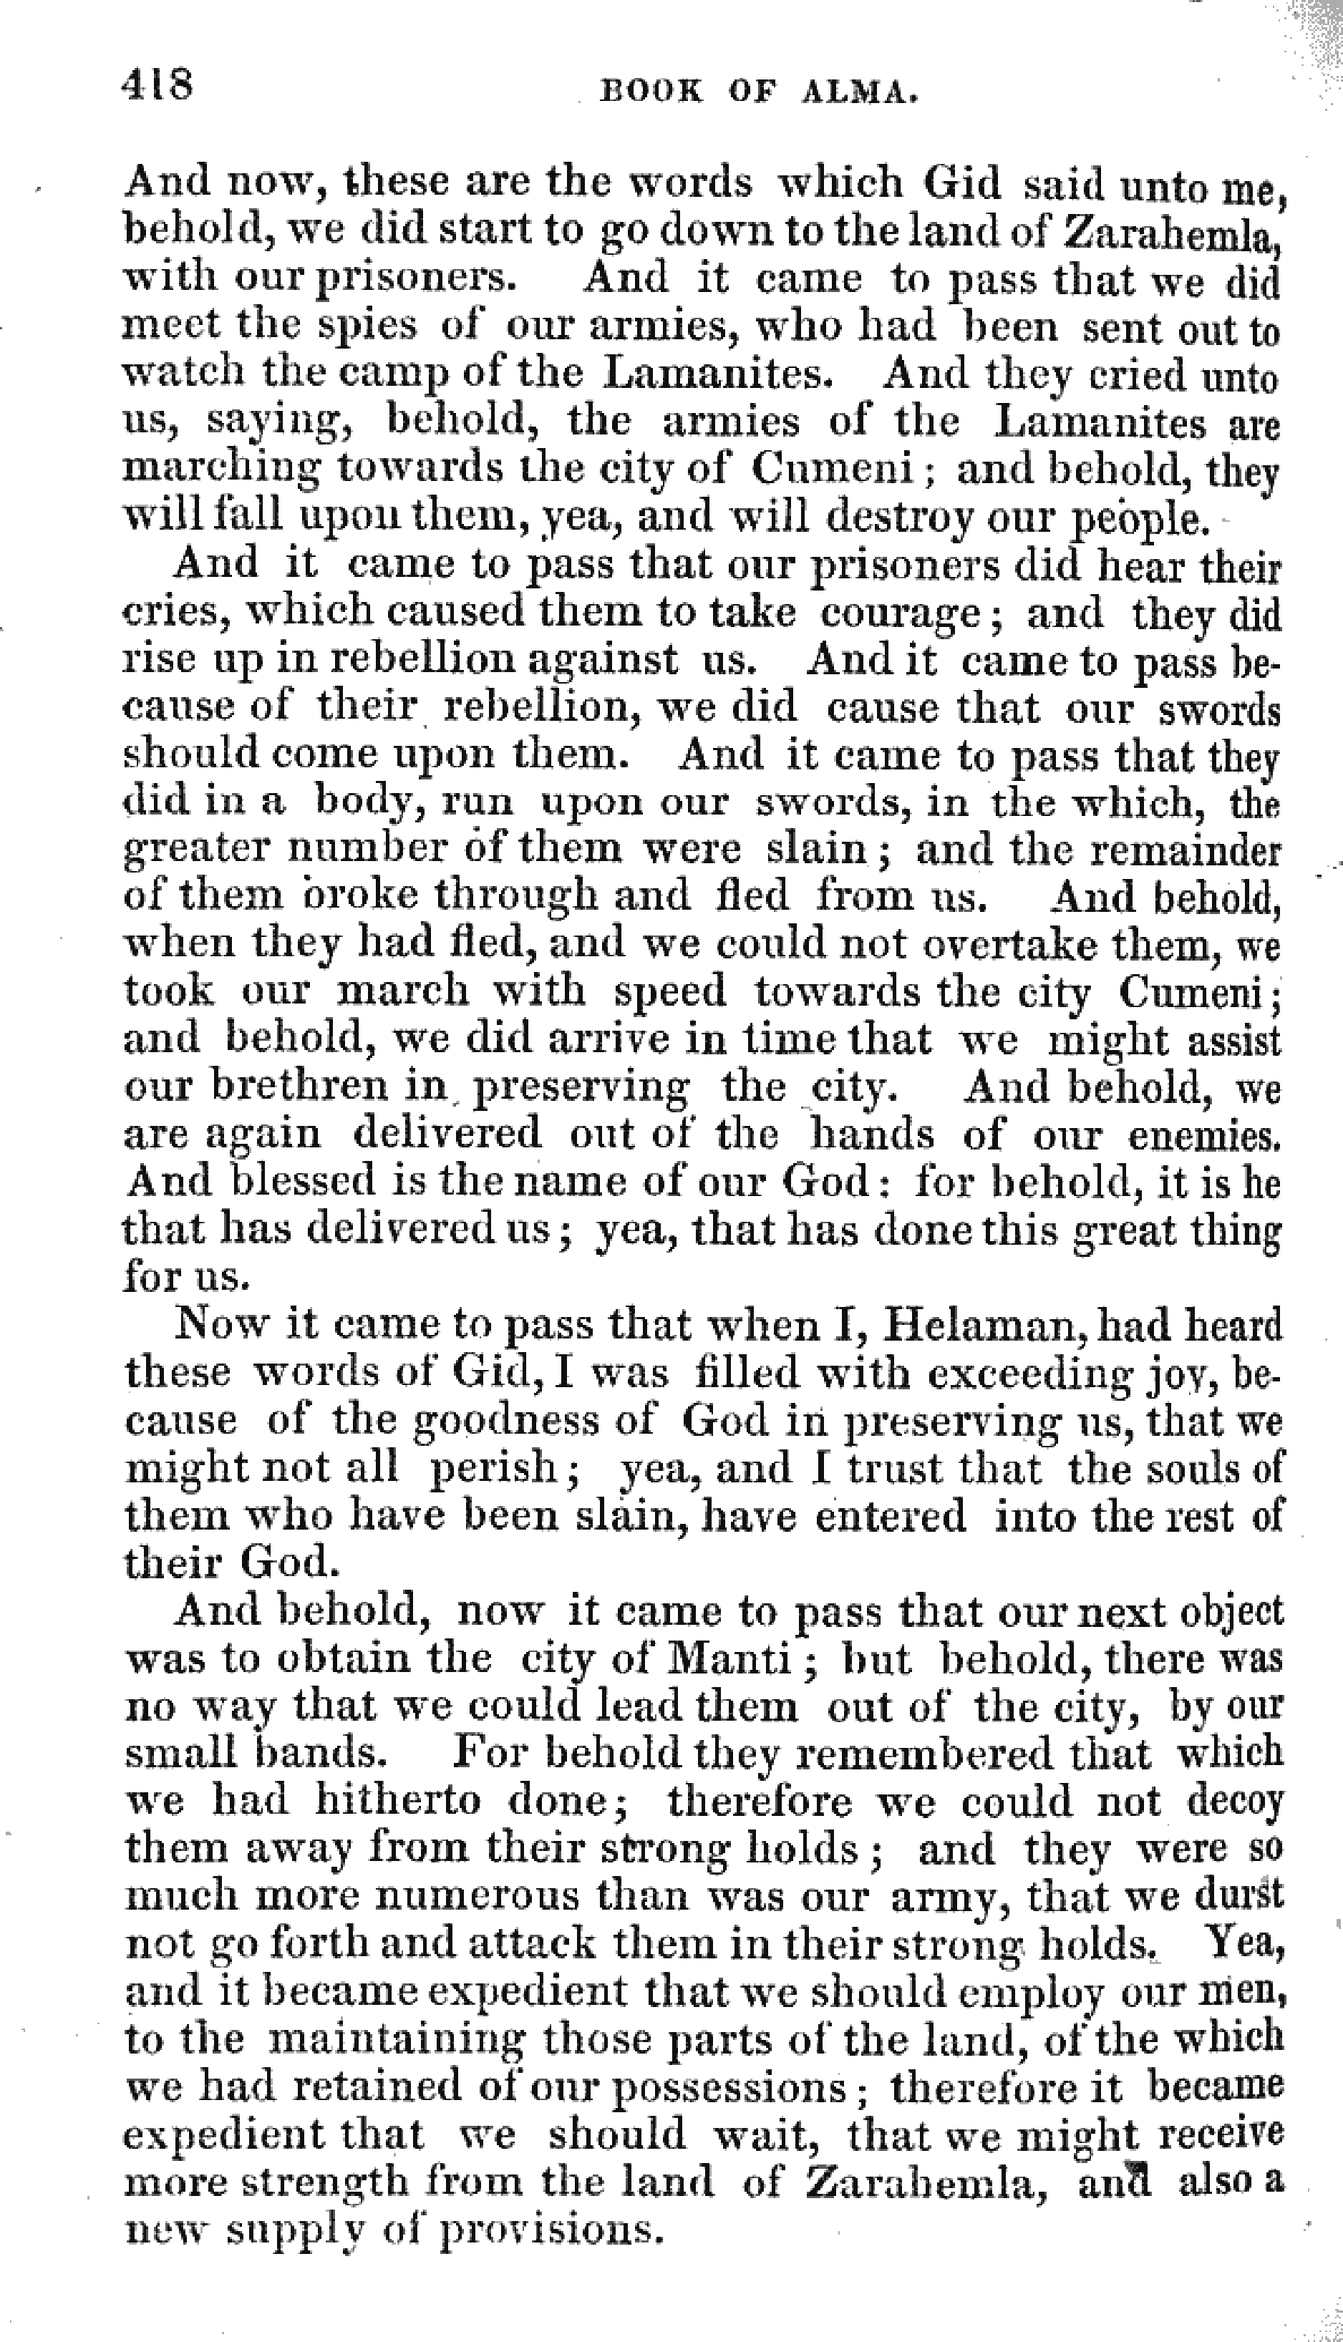 418 BOOK OF ALMA.
And now, these are the words which Gid said unto me,
behold, we did start to go down to the land of Zarahemla,
with our prisoners. And it came to pass that we did
meet the spies of our armies, who had been sent out to
watch the camp of the Lamanites. And they cried unto
us, saying, behold, the armies of the Lamanites are
marching towards the city of Cumeni; and behold, they
will fall upon them, yea, and will destroy our people.
And it came to pass that our prisoners did hear their
cries, which caused them to take courage; and they did
rise up in rebellion against us. And it came to pass be-
cause of their rebellion, we did cause that our swords
should come upon them. And it came to pass that they
did in a body, run upon our swords, in the which, the
greater number of them were slain; and the remainder
of them broke through and fled from us. And behold,
when they had fled, and we could not overtake them, we
took our march with speed towards the city Cumeni;
and behold, we did arrive in time that we might assist
our brethren in preserving the city. And behold, we
are again delivered out of the hands of our enemies.
And blessed is the name of our God: for behold, it is he
that has delivered us; yea, that has done this great thing
for us.
Now it came to pass that when I, Helaman, had heard
these words of Gid, I was filled with exceeding joy, be-
cause of the goodness of God in preserving us, that we
might not all perish; yea, and I trust that the souls of
them who have been slain, have entered into the rest of
their God.
And behold, now it came to pass that our next object
was to obtain the city of Manti; but behold, there was
no way that we could lead them out of the city, by our
small bands. For behold they remembered that which
we had hitherto done; therefore we could not decoy
them away from their strong holds; and they were so
much more numerous than was our army, that we durst
not go forth and attack them in their strong holds. Yea,
and it became expedient that we should employ our men,
to the maintaining those parts of the land, of the which
we had retained of our possessions; therefore it became
expedient that we should wait, that we might receive
more strength from the land of Zarahemla, and also a
new supply of provisions.